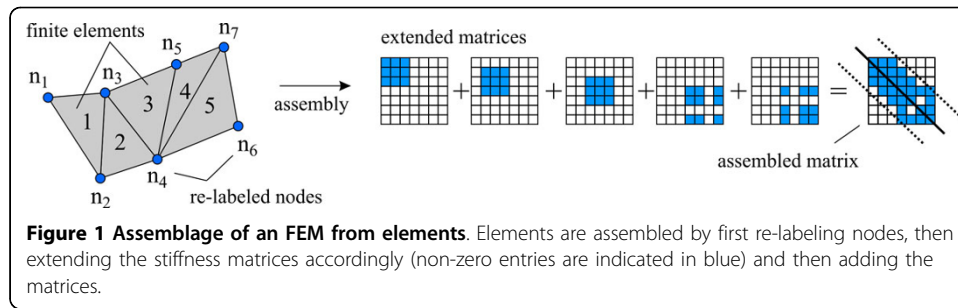 finite elements
n7
n5
n1
n3
4
3
5
1
2
n6
n4
n2
re-labeled nodes
assembly
extended matrices
+ + + + =
assembled matrix
Figure 1 Assemblage of an FEM from elements. Elements are assembled by first re-labeling nodes, then
extending the stiffness matrices accordingly (non-zero entries are indicated in blue) and then adding the
matrices.